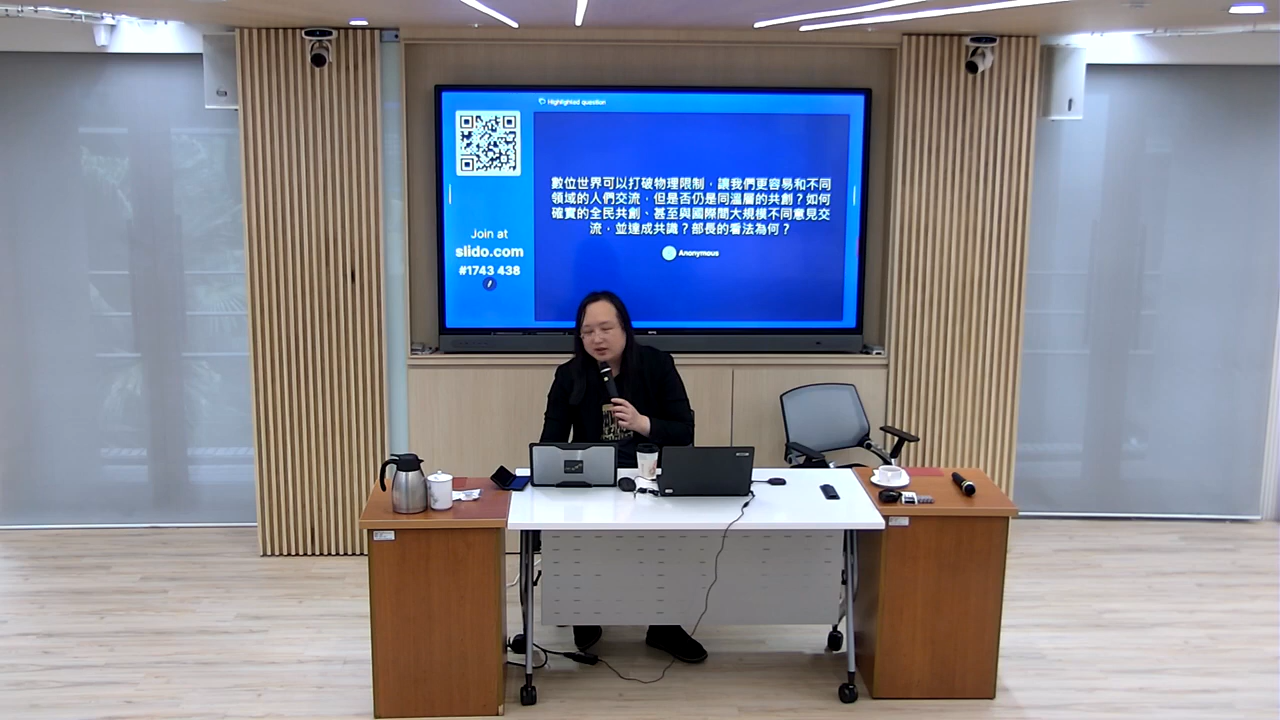 Highlighted question
數位世界可以打破物理限制，讓我們更容易和不同
領域的人們交流，但是否仍是同溫層的共創？如何
確實的全民共創、甚至與國際間大規模不同意見交
流，並達成共識？部長的看法為何？
Anonymous
Join at
slido.com
#1743 438